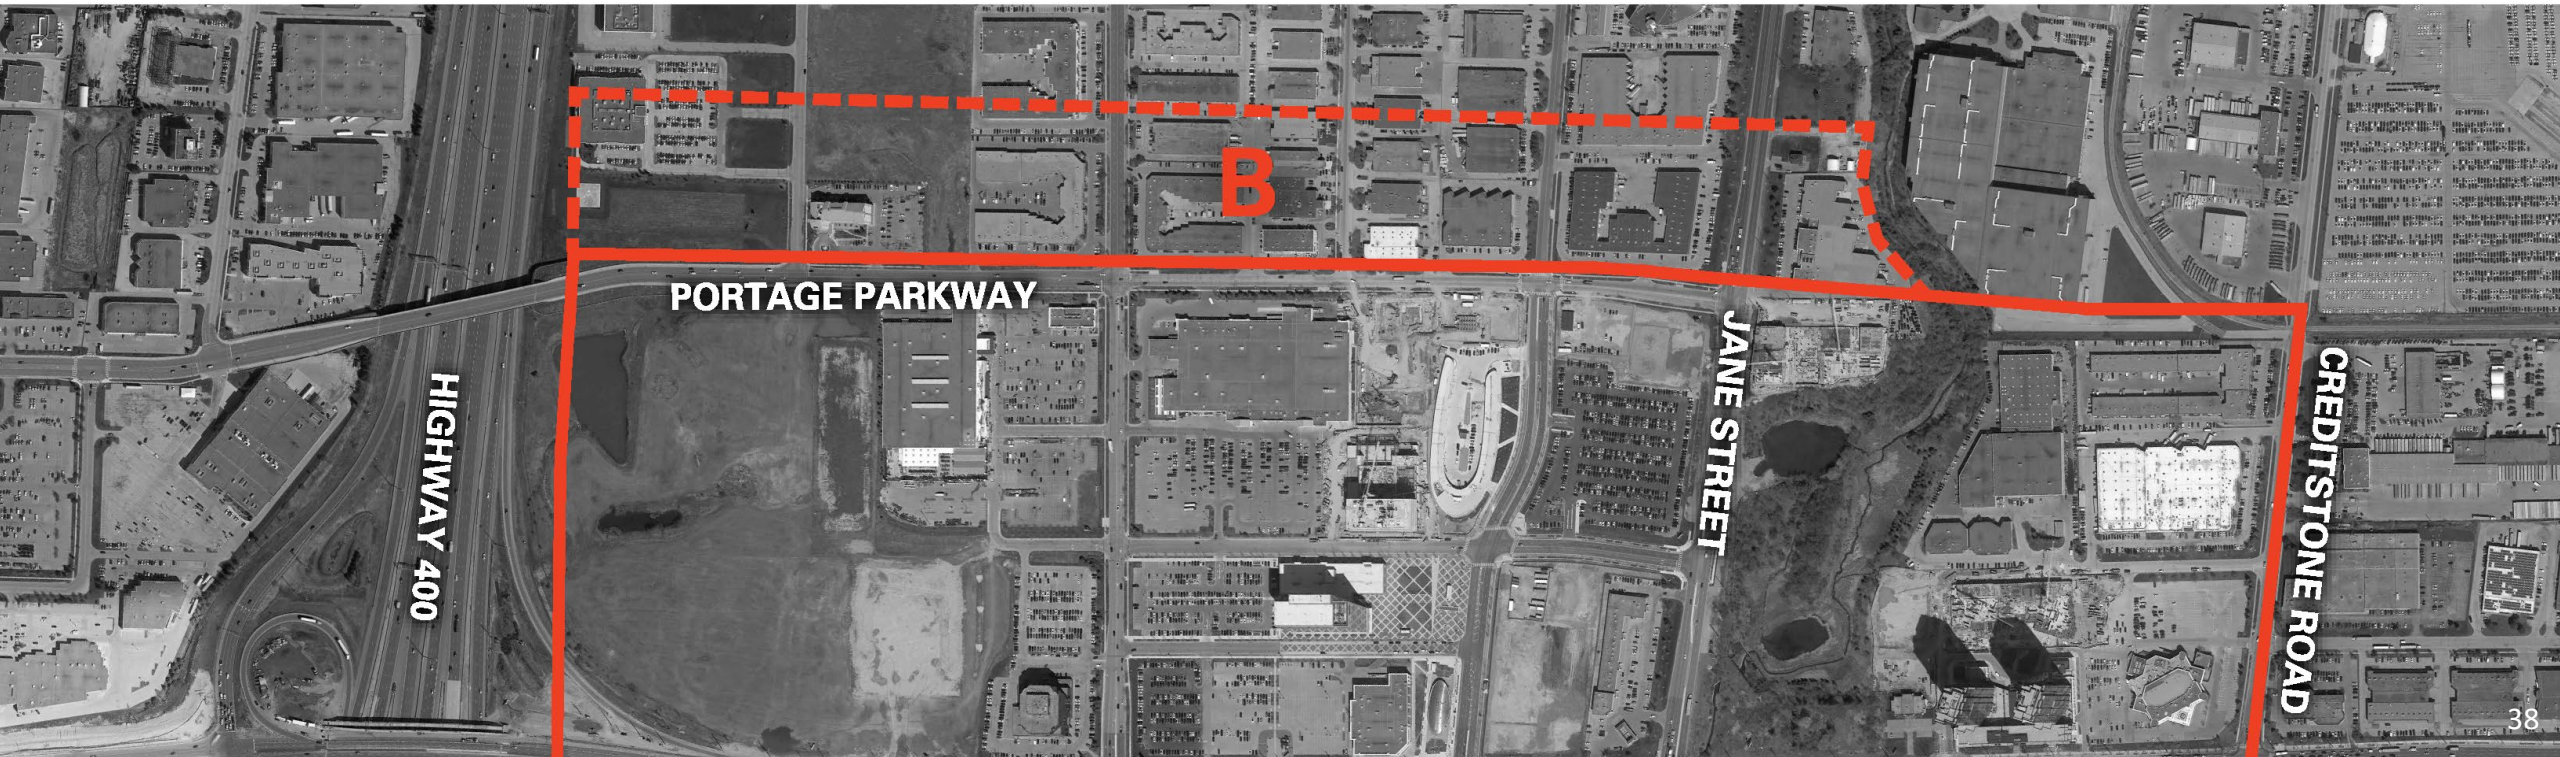 B
PORTAGE PARKWAY
HIGHWAY 400
JANE STREET
CREDITSTONE ROAD
38